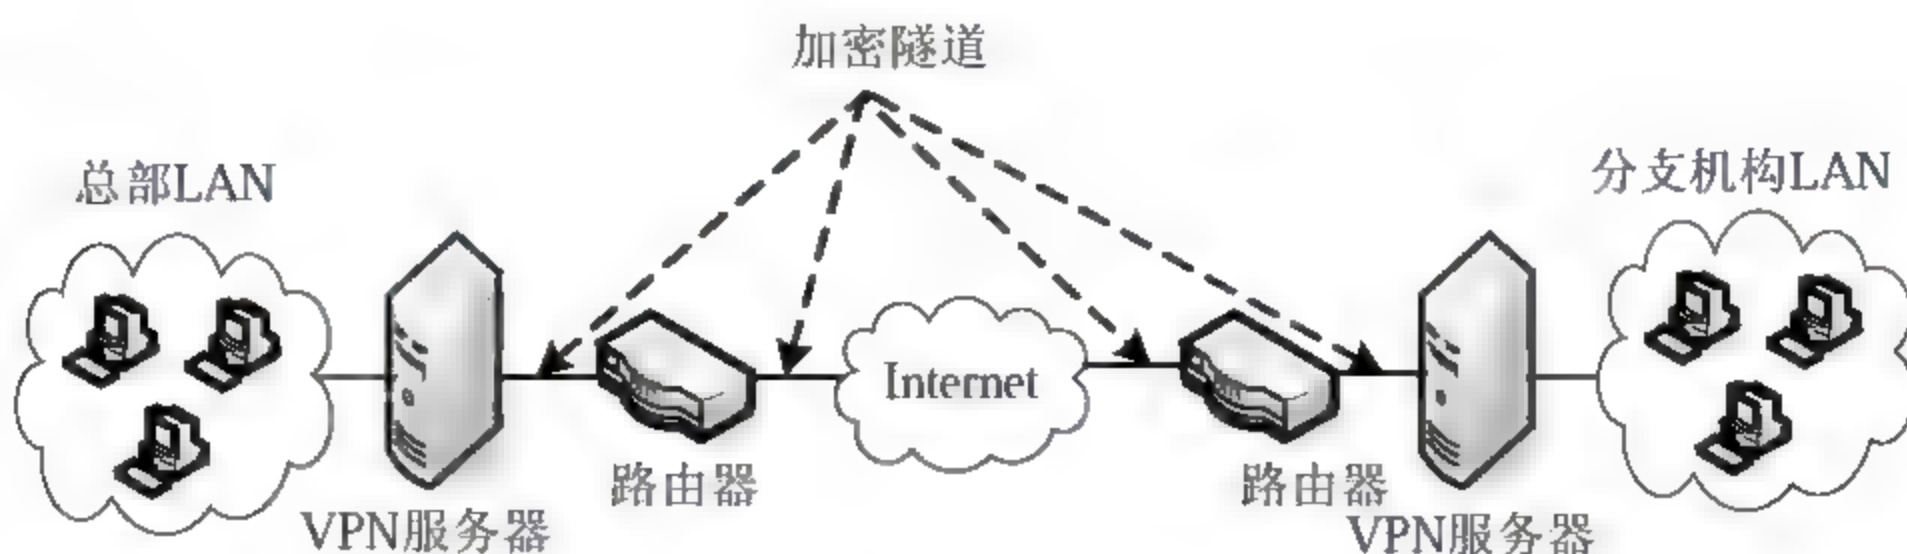 加密隧道
总部LAN
分支机构LAN
Internet
路由器
路由器
VPN服务器
VPN服务器